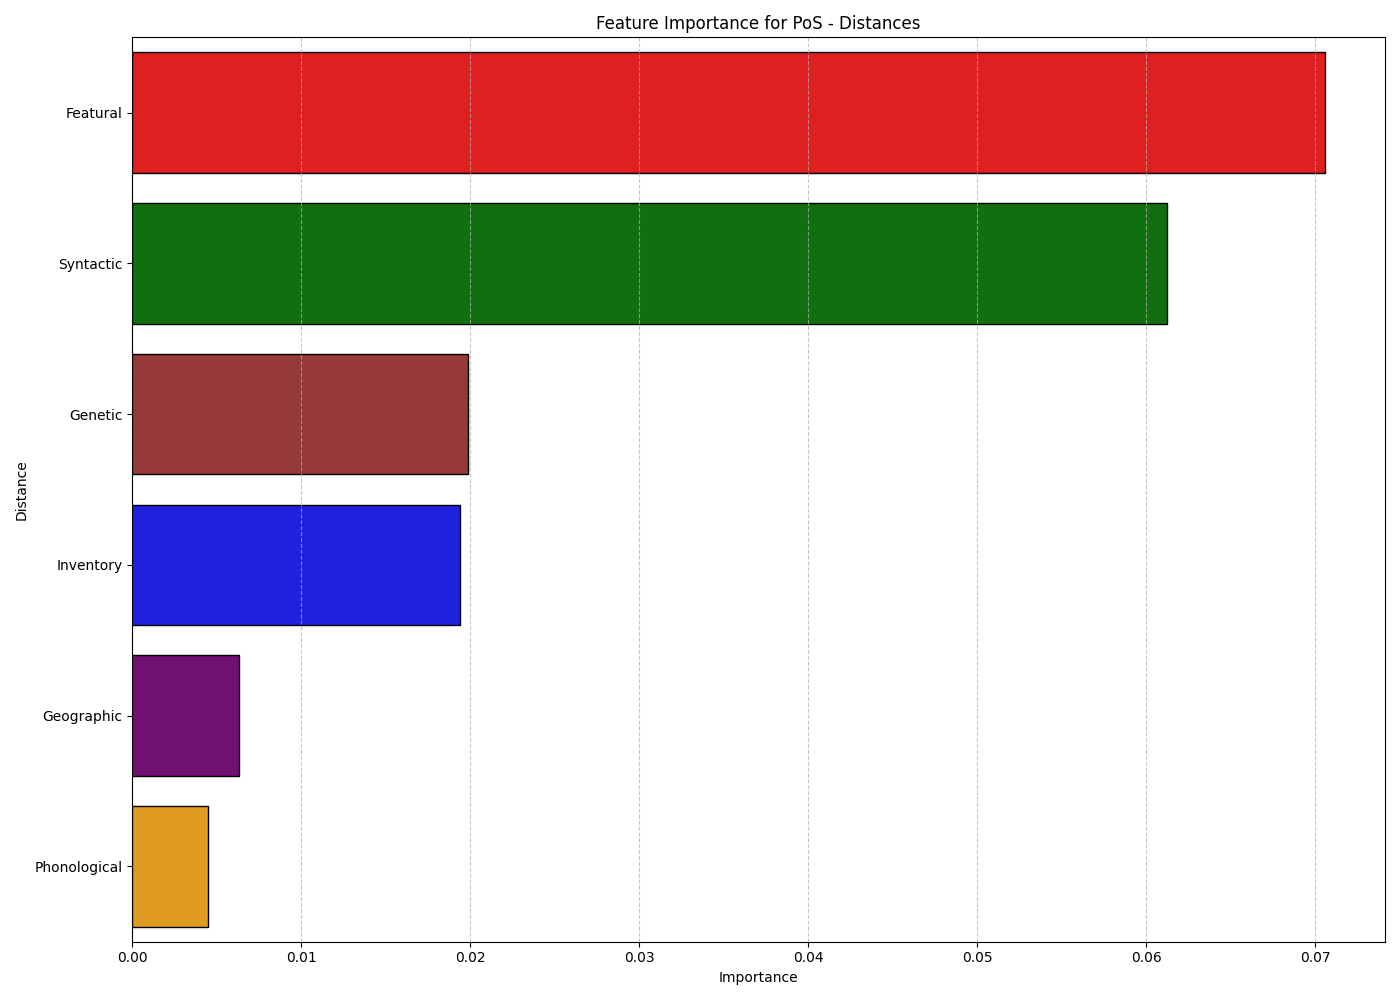 Feature Importance for PoS - Distances
Featural
Syntactic
Genetic
Inventory
Geographic
Phonological
Distance
0.00 0.01 0.02 0.03 0.04 0.05 0.06 0.07
Importance